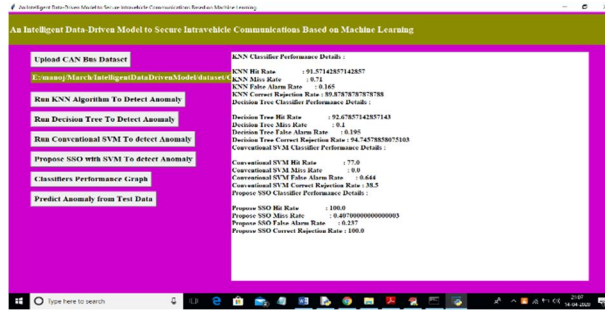 An Intelligent Data-Driven Model to Secure Intravehicle Communications Based on Machine Learning
An Intelligent Data-Driven Model to Secure Intravehicle Communications Based on Machine Learning
Upload CAN Bus Dataset
E:/manoj/March/IntelligentDataDrivenModel/dataset/C
Run KNN Algorithm To Detect Anomaly
Run Decision Tree To Detect Anomaly
Run Conventional SVM To detect Anomaly
Propose SSO with SVM To detect Anomaly
Classifiers Performance Graph
Predict Anomaly from Test Data
KNN Classifier Performance Details :
KNN Hit Rate : 91.57142857142857
KNN Miss Rate : 0.71
KNN False Alarm Rate : 0.165
KNN Correct Rejection Rate : 89.87878787878788
Decision Tree Classifier Performance Details :
Decision Tree Hit Rate : 92.67857142857143
Decision Tree Miss Rate : 0.1
Decision Tree False Alarm Rate : 0.195
Decision Tree Correct Rejection Rate : 94.74578858075103
Conventional SVM Classifier Performance Details :
Conventional SVM Hit Rate : 77.0
Conventional SVM Miss Rate : 0.0
Conventional SVM False Alarm Rate : 0.644
Conventional SVM Correct Rejection Rate : 38.5
Propose SSO Classifier Performance Details :
Propose SSO Hit Rate : 100.0
Propose SSO Miss Rate : 0.40700000000000003
Propose SSO False Alarm Rate : 0.237
Propose SSO Correct Rejection Rate : 100.0
Type here to search
21:07
14-04-2020